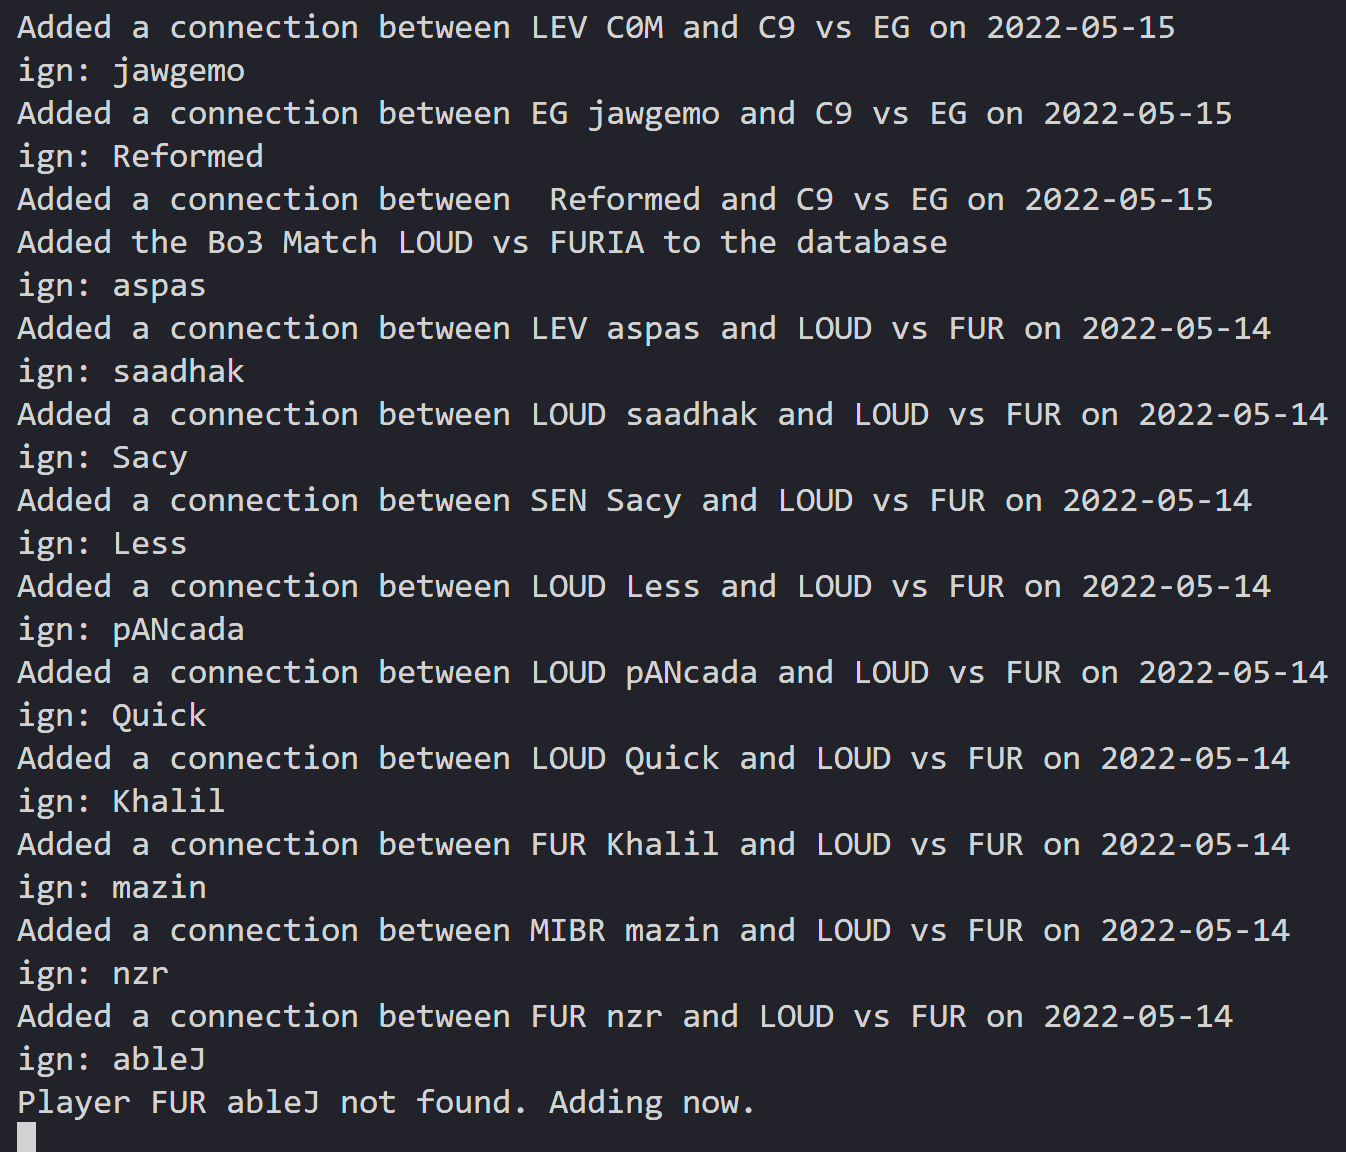 Added a connection between LEV C0M and C9 vs EG on 2022-05-15
ign: jawgemo
Added a connection between EG jawgemo and C9 vs EG on 2022-05-15
ign: Reformed
Added a connection between  Reformed and C9 vs EG on 2022-05-15
Added the Bo3 Match LOUD vs FURIA to the database
ign: aspas
Added a connection between LEV aspas and LOUD vs FUR on 2022-05-14
ign: saadhak
Added a connection between LOUD saadhak and LOUD vs FUR on 2022-05-14
ign: Sacy
Added a connection between SEN Sacy and LOUD vs FUR on 2022-05-14
ign: Less
Added a connection between LOUD Less and LOUD vs FUR on 2022-05-14
ign: pANcada
Added a connection between LOUD pANcada and LOUD vs FUR on 2022-05-14
ign: Quick
Added a connection between LOUD Quick and LOUD vs FUR on 2022-05-14
ign: Khalil
Added a connection between FUR Khalil and LOUD vs FUR on 2022-05-14
ign: mazin
Added a connection between MIBR mazin and LOUD vs FUR on 2022-05-14
ign: nzr
Added a connection between FUR nzr and LOUD vs FUR on 2022-05-14
ign: ableJ
Player FUR ableJ not found. Adding now.